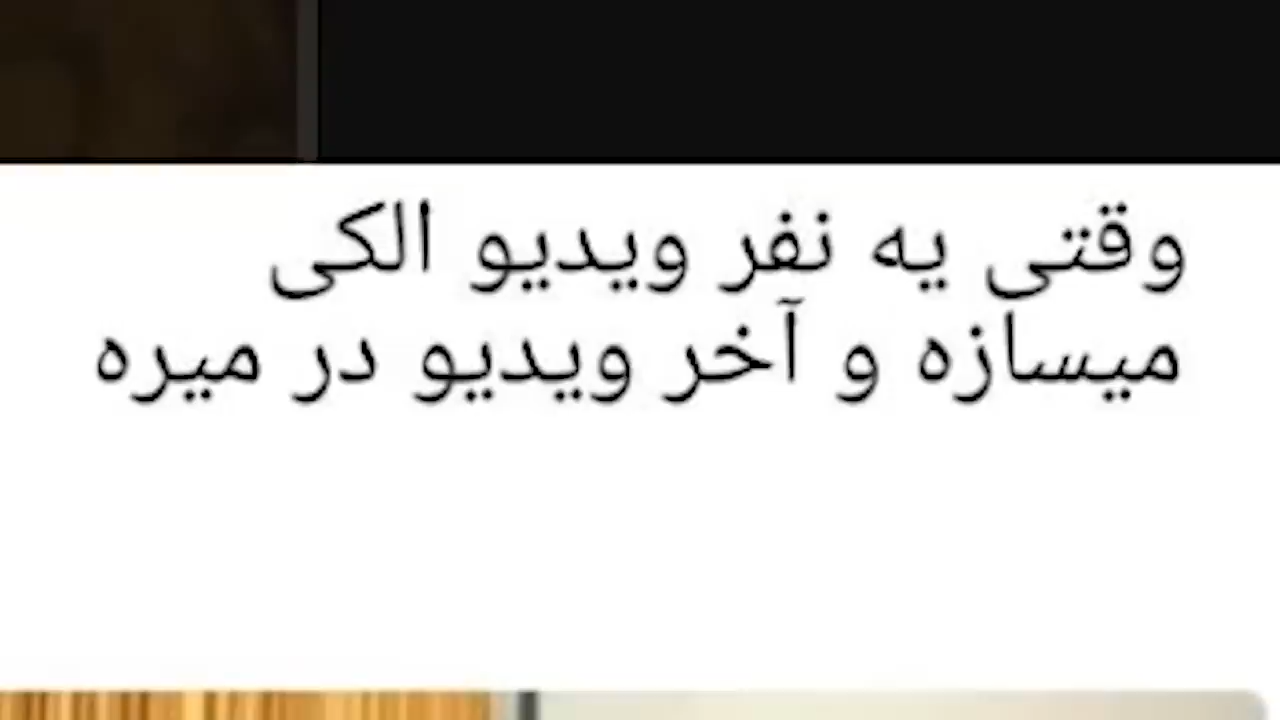 وقتی یه نفر ویدیو الکی
میسازه و آخر ویدیو در میره